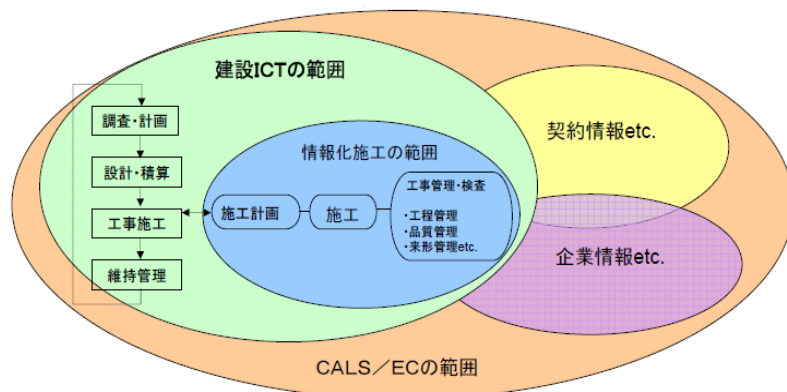 建設ICTの範囲
調査・計画
設計・積算
工事施工
維持管理
情報化施工の範囲
施工計画
施工
工事管理・検査
・工程管理
・品質管理
・来形管理etc.
契約情報etc.
企業情報etc.
CALS／ECの範囲